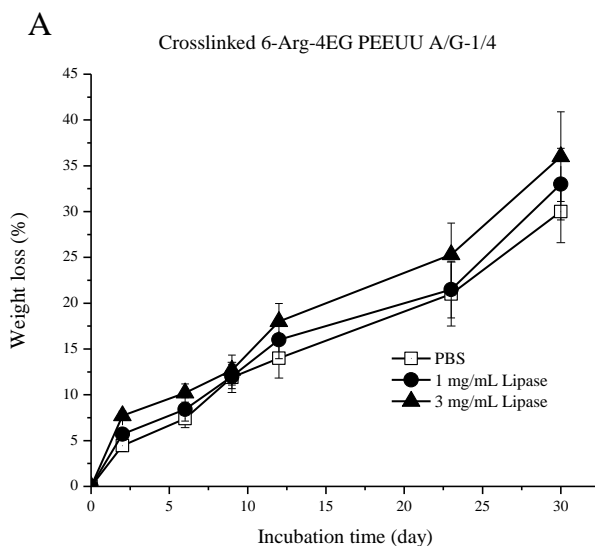 A
Crosslinked 6-Arg-4EG PEEUU A/G-1/4
45
40
35
30
25
20
15
10
5
0
Weight loss (%)
PBS
1 mg/mL Lipase
3 mg/mL Lipase
0 5 10 15 20 25 30
Incubation time (day)